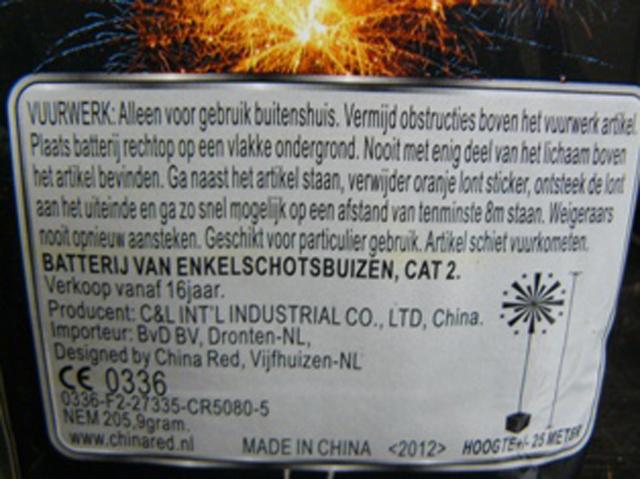 VUURWERK: Alleen voor gebruik buitenshuis. Vermijd obstructies boven het vuurwerk artikel.
Plaats batterij rechtop op een vlakke ondergrond. Nooit met enig deel van het lichaam boven
het artikel bevinden. Ga naast het artikel staan, verwijder oranje lont sticker, ontsteek de lont
aan het uiteinde en ga zo snel mogelijk op een afstand van tenminste 8m staan. Weigeraars
nooit opnieuw aansteken. Geschikt voor particulier gebruik. Artikel schiet vuurkometen.
BATTERIJ VAN ENKELSCHOTSBUIZEN, CAT 2.
Verkoop vanaf 16jaar.
Producent: C&L INT'L INDUSTRIAL CO., LTD, China.
Importeur: BvD BV, Dronten-NL,
Designed by China Red, Vijfhuizen-NL
CE 0336
0336-F2-27335-CR5080-5
NEM 205,9gram.
www.chinared.nl MADE IN CHINA <2012> HOOGTE+/- 25 METER